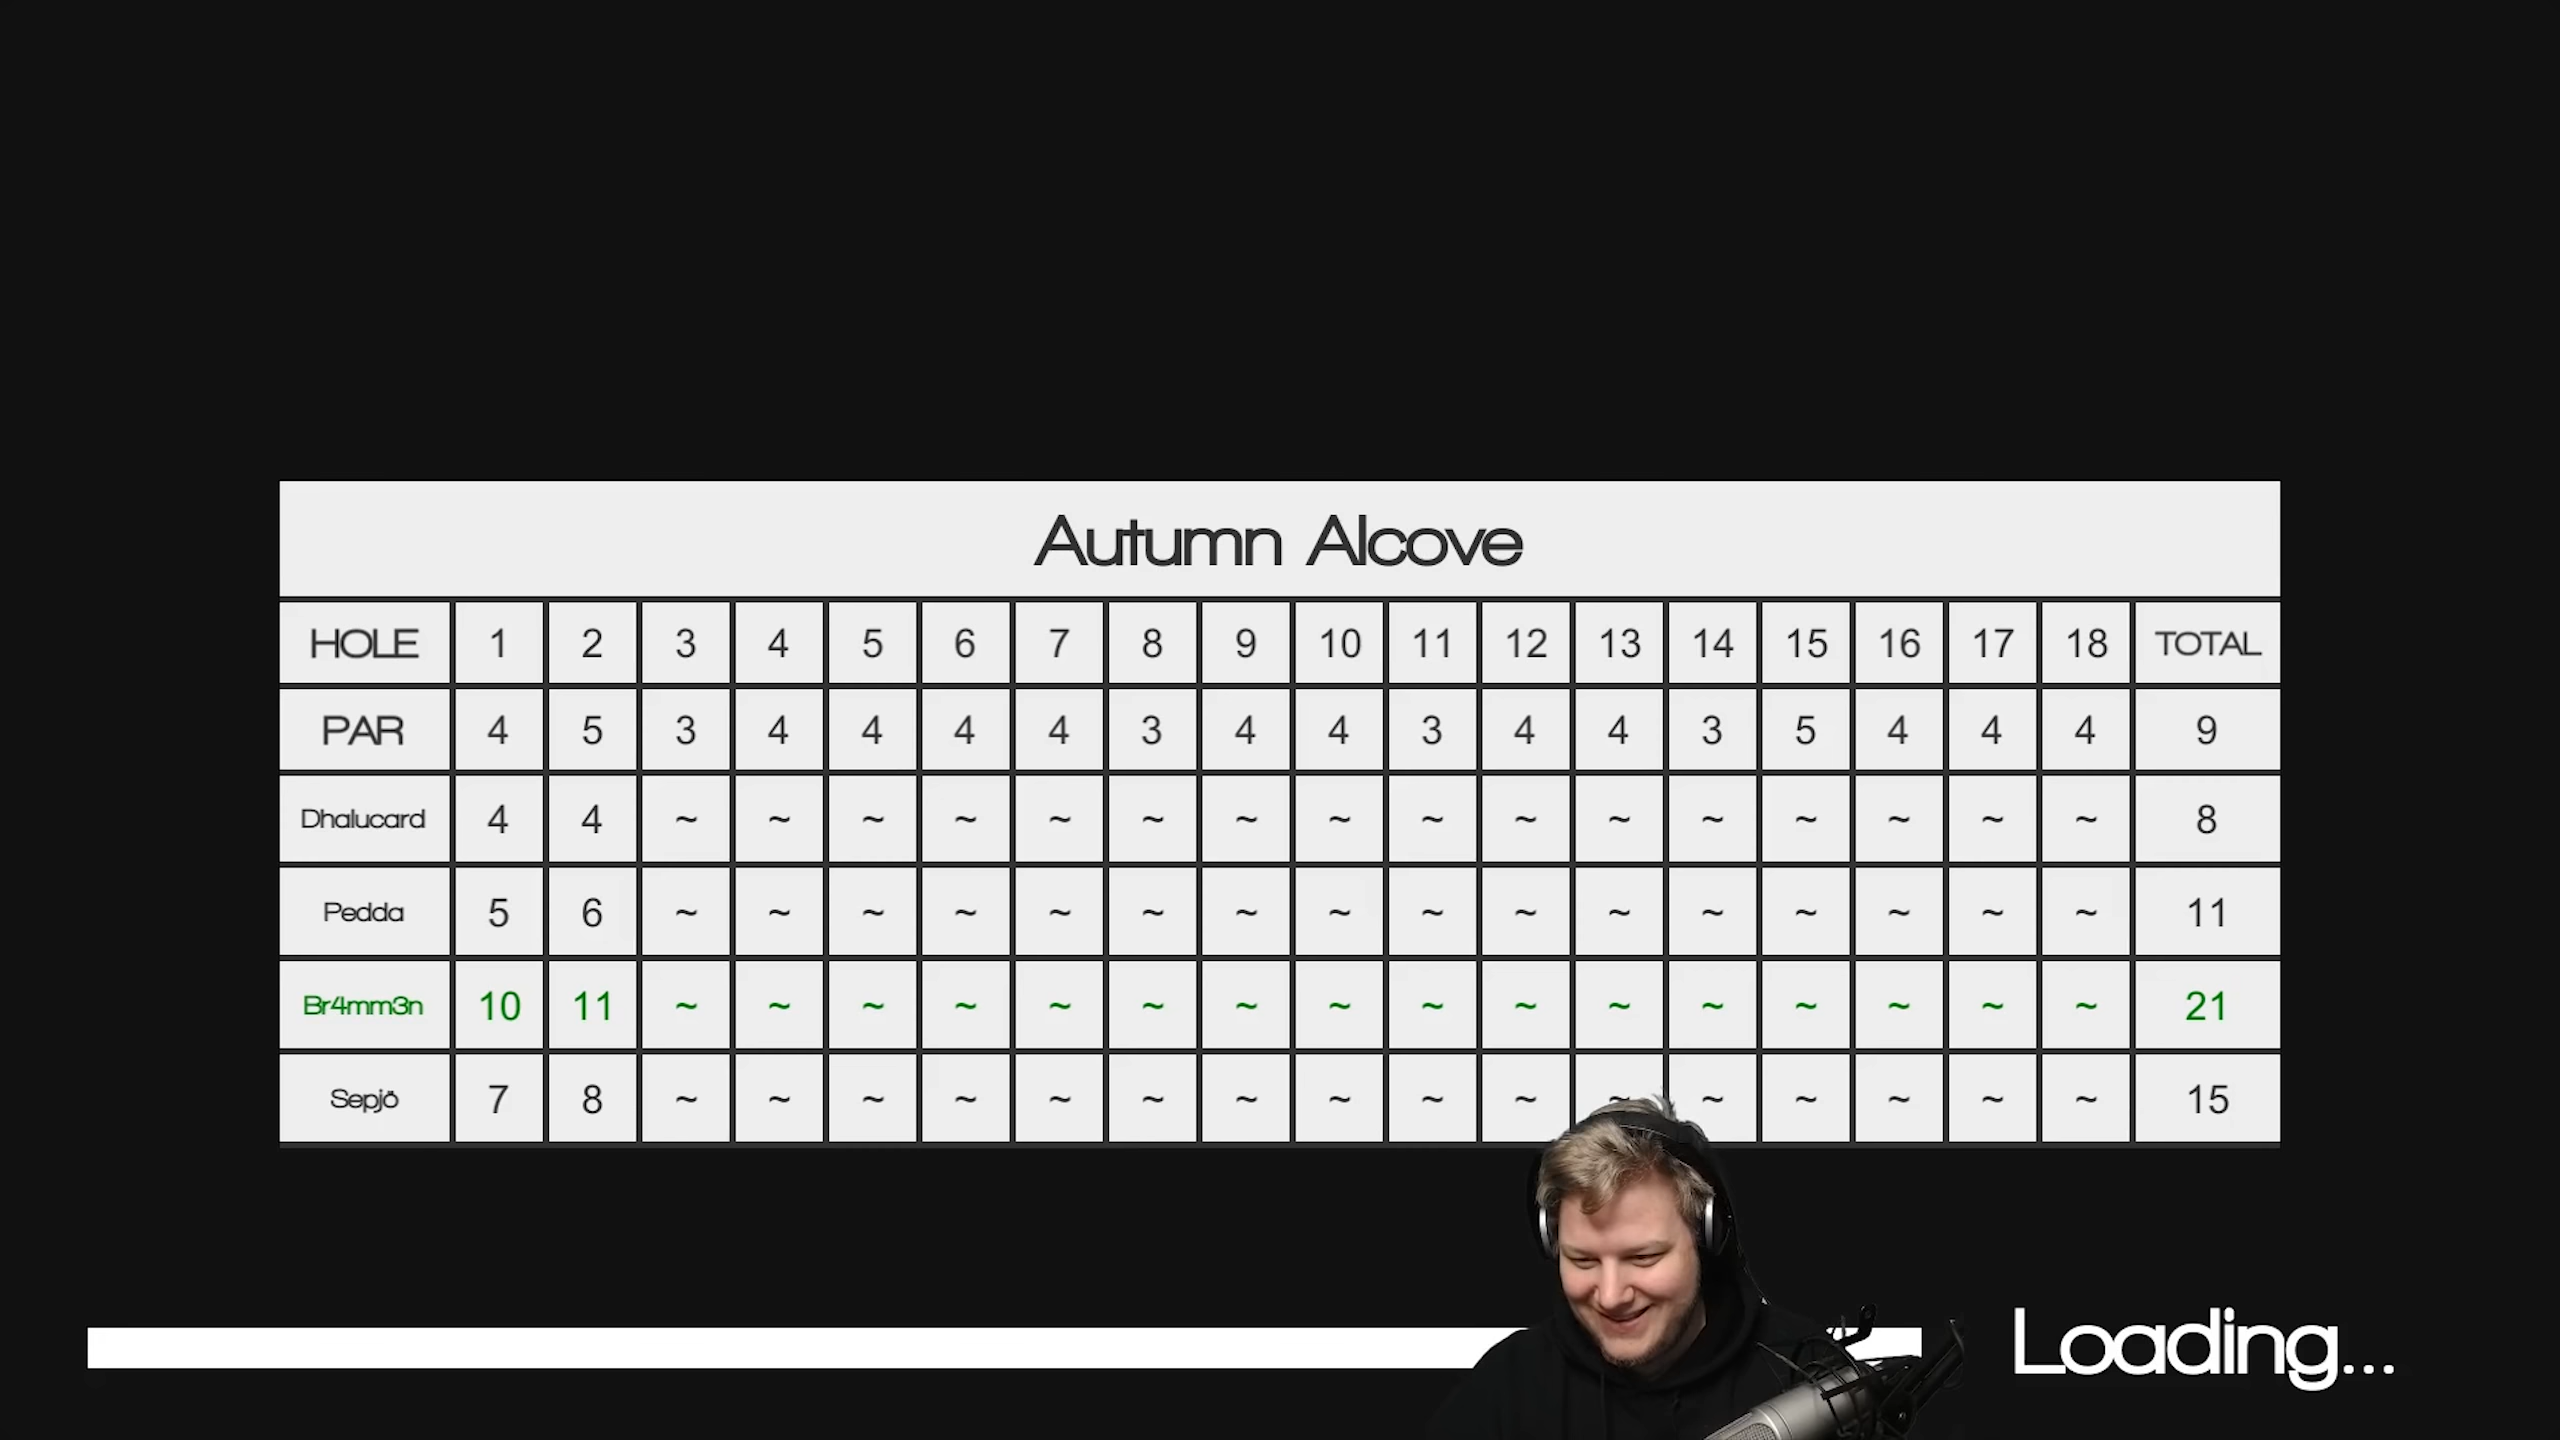 Autumn Alcove
HOLE 1 2 3 4 5 6 7 8 9 10 11 12 13 14 15 16 17 18 TOTAL
PAR 4 5 3 4 4 4 4 3 4 4 3 4 4 3 5 4 4 4 9
Dhalucard 4 4 ~ ~ ~ ~ ~ ~ ~ ~ ~ ~ ~ ~ ~ ~ ~ ~ 8
Pedda 5 6 ~ ~ ~ ~ ~ ~ ~ ~ ~ ~ ~ ~ ~ ~ ~ ~ 11
Br4mm3n 10 11 ~ ~ ~ ~ ~ ~ ~ ~ ~ ~ ~ ~ ~ ~ ~ ~ 21
Sepjö 7 8 ~ ~ ~ ~ ~ ~ ~ ~ ~ ~ ~ ~ ~ ~ ~ ~ 15
Loading...